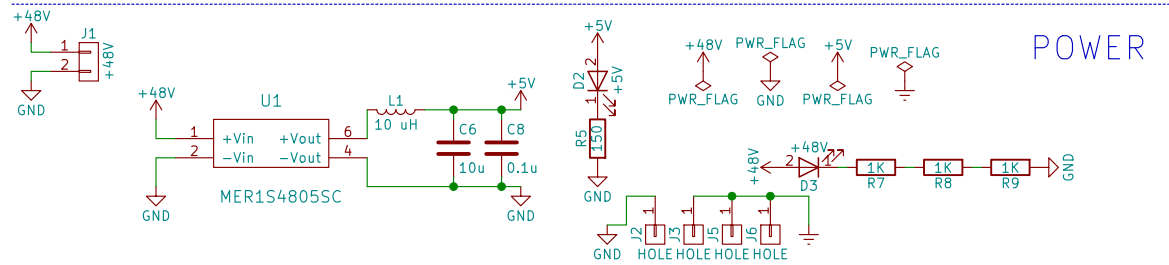 +48V
J1
1
2
+48V
GND
+48V
U1
1
+Vin
+Vout
6
2
-Vin
-Vout
4
MER1S4805SC
GND
L1
10 uH
+5V
C6
10u
C8
0.1u
GND
+5V
2
D2
+5V
1
R5
150
GND
+48V
PWR_FLAG
PWR_FLAG
GND
+5V
PWR_FLAG
PWR_FLAG
POWER
+48V
2
+48V
1
D3
1K
R7
1K
R8
1K
R9
GND
GND
1
J2
HOLE
1
J3
HOLE
1
J5
HOLE
1
J6
HOLE